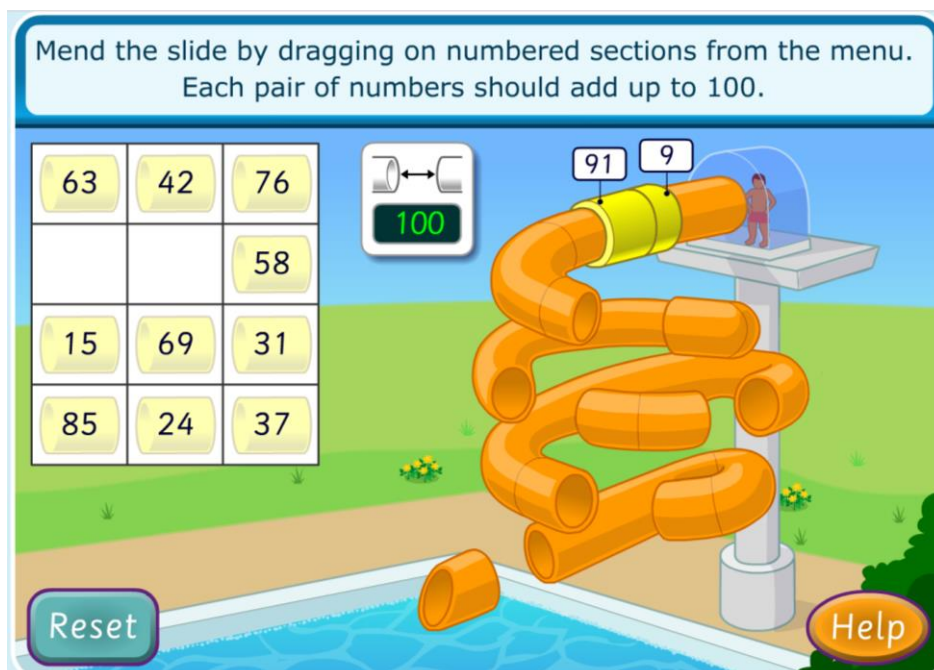 Mend the slide by dragging on numbered sections from the menu.
Each pair of numbers should add up to 100.
63 42 76
58
15 69 31
85 24 37
100
91 9
Reset
Help